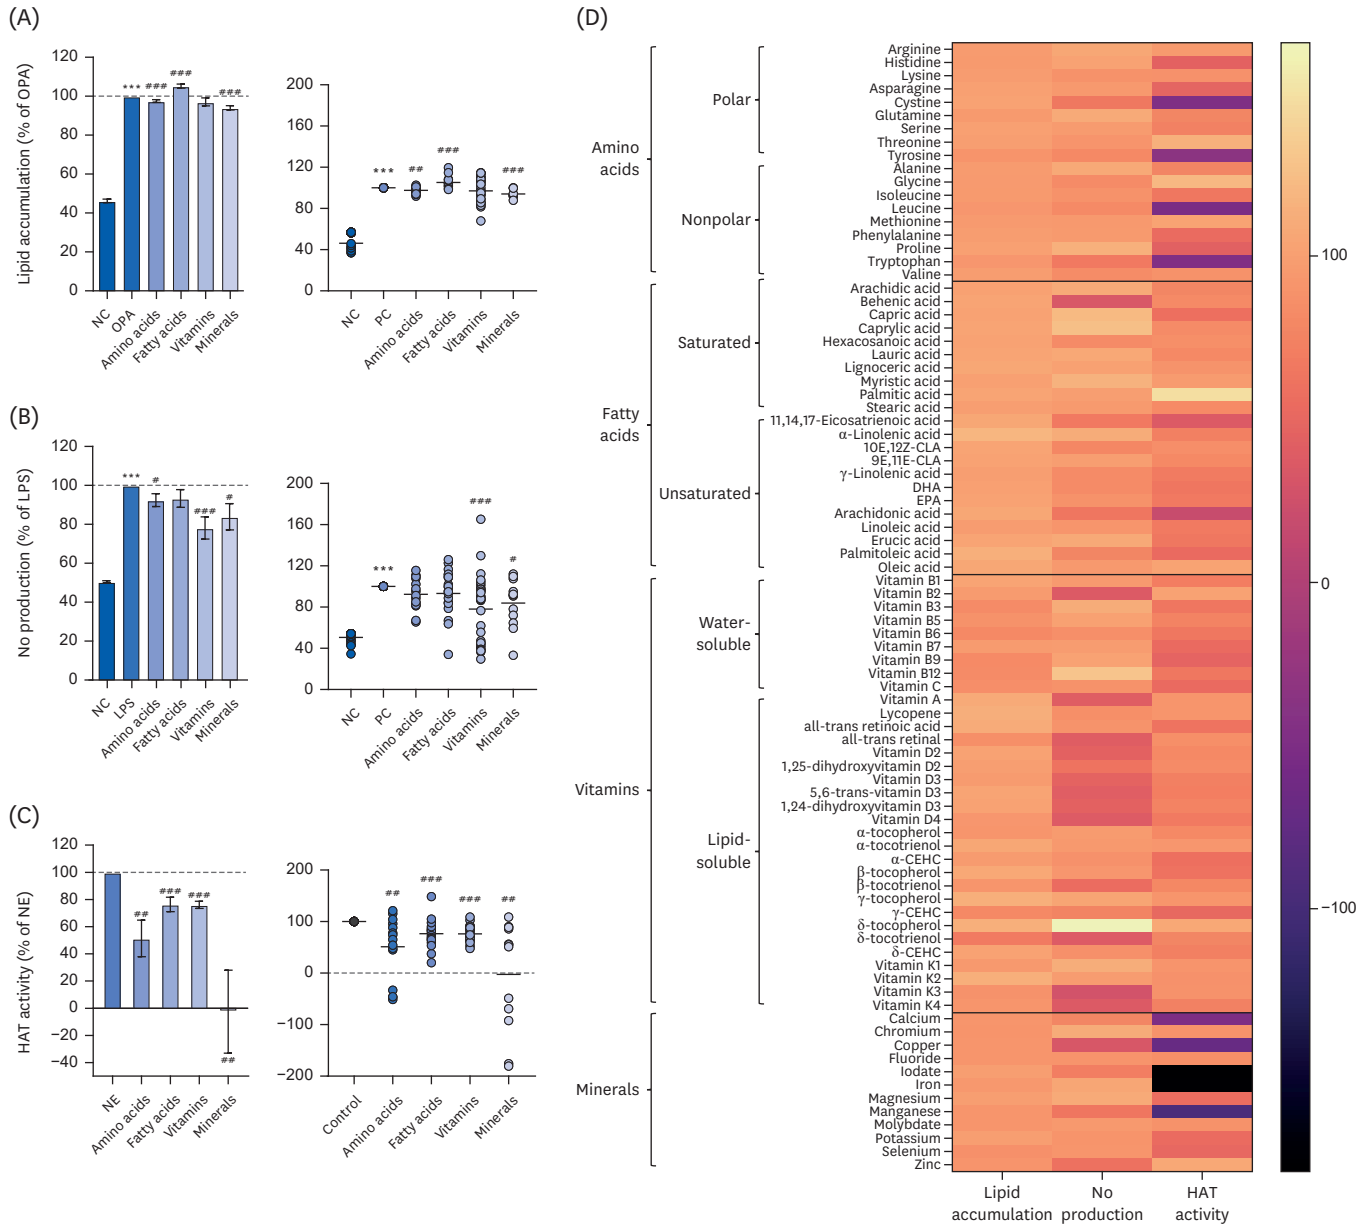 (A)
Lipid accumulation (% of OPA)
120
100
80
60
40
20
0
***
###
###
###
NC
OPA
Amino acids
Fatty acids
Vitamins
Minerals
200
160
120
80
40
0
***
##
###
###
NC
PC
Amino acids
Fatty acids
Vitamins
Minerals
(B)
No production (% of LPS)
120
100
80
60
40
20
0
***
#
###
#
NC
LPS
Amino acids
Fatty acids
Vitamins
Minerals
200
160
120
80
40
0
***
###
#
NC
PC
Amino acids
Fatty acids
Vitamins
Minerals
(C)
HAT activity (% of NE)
120
100
80
60
40
20
0
−20
−40
##
###
###
##
NE
Amino acids
Fatty acids
Vitamins
Minerals
200
100
0
−100
−200
##
###
###
##
Control
Amino acids
Fatty acids
Vitamins
Minerals
(D)
Amino
acids
Fatty
acids
Vitamins
Minerals
Polar
Nonpolar
Saturated
Unsaturated
Water-
soluble
Lipid-
soluble
Arginine
Histidine
Lysine
Asparagine
Cystine
Glutamine
Serine
Threonine
Tyrosine
Alanine
Glycine
Isoleucine
Leucine
Methionine
Phenylalanine
Proline
Tryptophan
Valine
Arachidic acid
Behenic acid
Capric acid
Caprylic acid
Hexacosanoic acid
Lauric acid
Lignoceric acid
Myristic acid
Palmitic acid
Stearic acid
11,14,17-Eicosatrienoic acid
α-Linolenic acid
10E,12Z-CLA
9E,11E-CLA
γ-Linolenic acid
DHA
EPA
Arachidonic acid
Linoleic acid
Erucic acid
Palmitoleic acid
Oleic acid
Vitamin B1
Vitamin B2
Vitamin B3
Vitamin B5
Vitamin B6
Vitamin B7
Vitamin B9
Vitamin B12
Vitamin C
Vitamin A
Lycopene
all-trans retinoic acid
all-trans retinal
Vitamin D2
1,25-dihydroxyvitamin D2
Vitamin D3
5,6-trans-vitamin D3
1,24-dihydroxyvitamin D3
Vitamin D4
α-tocopherol
α-tocotrienol
α-CEHC
β-tocopherol
β-tocotrienol
γ-tocopherol
γ-CEHC
δ-tocopherol
δ-tocotrienol
δ-CEHC
Vitamin K1
Vitamin K2
Vitamin K3
Vitamin K4
Calcium
Chromium
Copper
Fluoride
Iodate
Iron
Magnesium
Manganese
Molybdate
Potassium
Selenium
Zinc
Lipid
accumulation
No
production
HAT
activity
100
0
−100